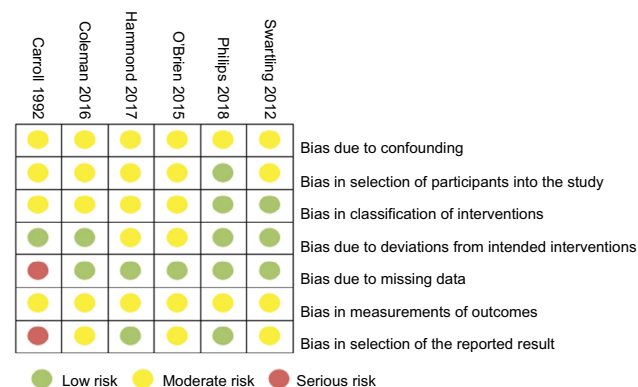 Carroll 1992
Coleman 2016
Hammond 2017
O'Brien 2015
Philips 2018
Swartling 2012
Bias due to confounding
Bias in selection of participants into the study
Bias in classification of interventions
Bias due to deviations from intended interventions
Bias due to missing data
Bias in measurements of outcomes
Bias in selection of the reported result
Low risk Moderate risk Serious risk